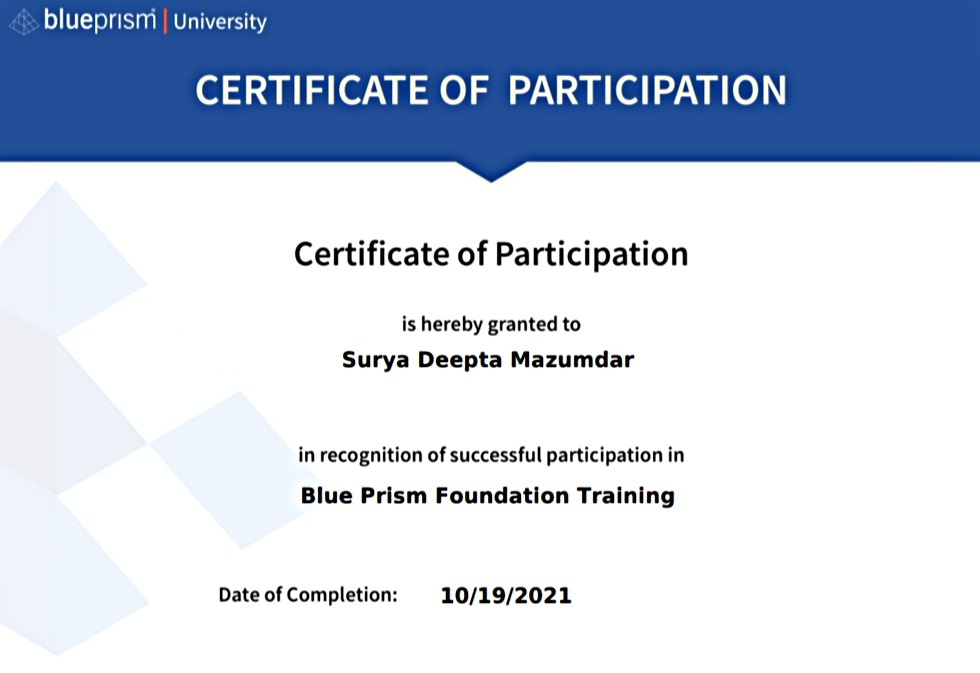 blueprism | University
CERTIFICATE OF PARTICIPATION
Certificate of Participation
is hereby granted to
Surya Deepta Mazumdar
in recognition of successful participation in
Blue Prism Foundation Training
Date of Completion: 10/19/2021